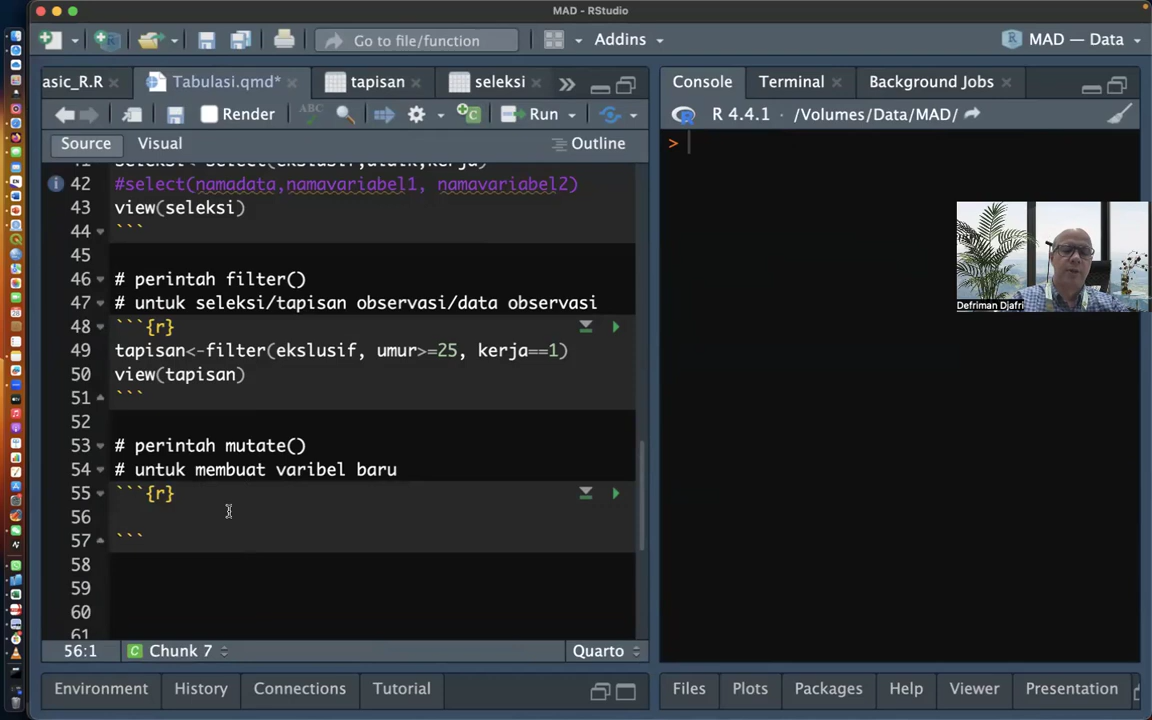 MAD - RStudio
Go to file/function
Addins
MAD — Data
asic_R.R
Tabulasi.qmd*
tapisan
seleksi
Console
Terminal
Background Jobs
Render
ABC
Run
R 4.4.1 · /Volumes/Data/MAD/
Source
Visual
Outline
>
42 #select(namadata,namavariabel1, namavariabel2)
43 view(seleksi)
44 ```
45
46 # perintah filter()
47 # untuk seleksi/tapisan observasi/data observasi
48 ```{r}
49 tapisan<-filter(ekslusif, umur>=25, kerja==1)
50 view(tapisan)
51 ```
52
53 # perintah mutate()
54 # untuk membuat varibel baru
55 ```{r}
56
57 ```
58
59
60
61
Defriman Djafri
56:1
C Chunk 7
Quarto
Environment
History
Connections
Tutorial
Files
Plots
Packages
Help
Viewer
Presentation